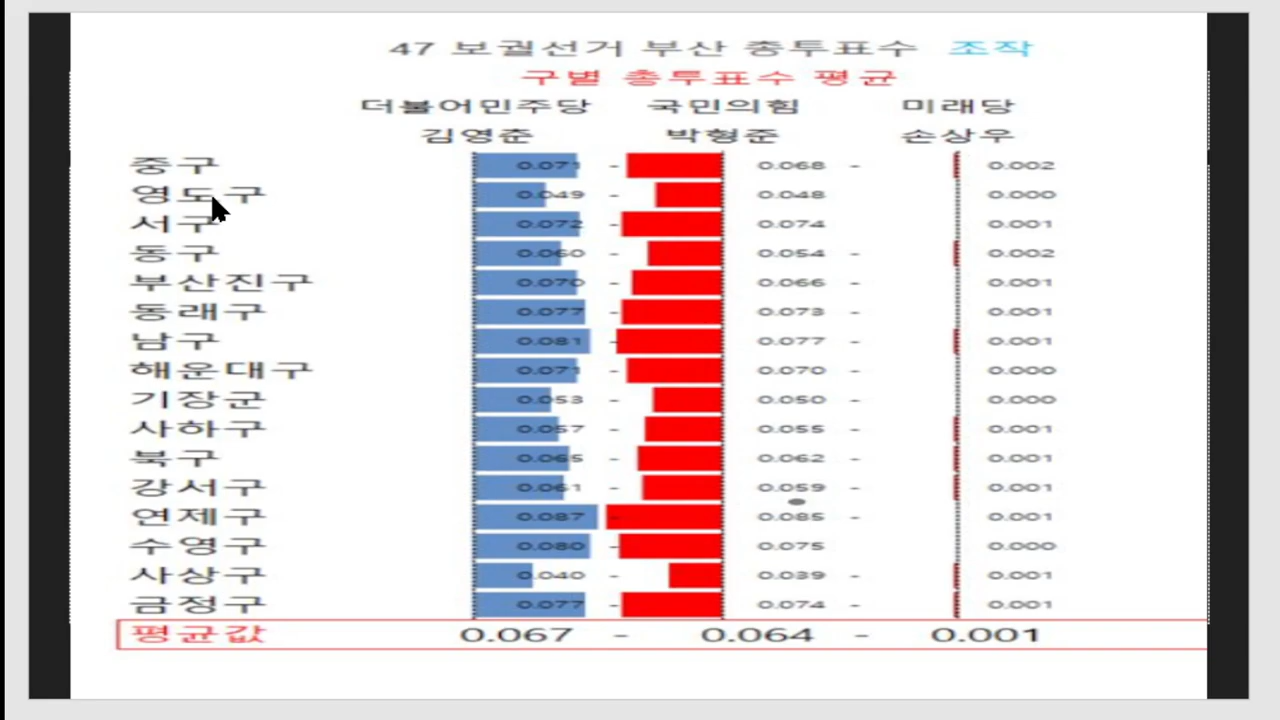 47 보궐선거 부산 총투표수 조작
구별 총투표수 평균
더불어민주당 국민의힘 미래당
김영춘 박형준 손상우
중구 0.071 - 0.068 - 0.002
영도구 0.049 - 0.048 0.000
서구 0.072 - 0.074 0.001
동구 0.060 - 0.054 - 0.002
부산진구 0.070 - 0.066 0.001
동래구 0.077 - 0.073 0.001
남구 0.081 - 0.077 - 0.001
해운대구 0.071 - 0.070 0.000
기장군 0.053 - 0.050 0.000
사하구 0.057 - 0.055 - 0.001
북구 0.065 - 0.062 - 0.001
강서구 0.061 - 0.059 - 0.001
연제구 0.087 - 0.085 - 0.001
수영구 0.080 - 0.075 0.000
사상구 0.040 - 0.039 - 0.001
금정구 0.077 - 0.074 - 0.001
평균값 0.067 - 0.064 - 0.001